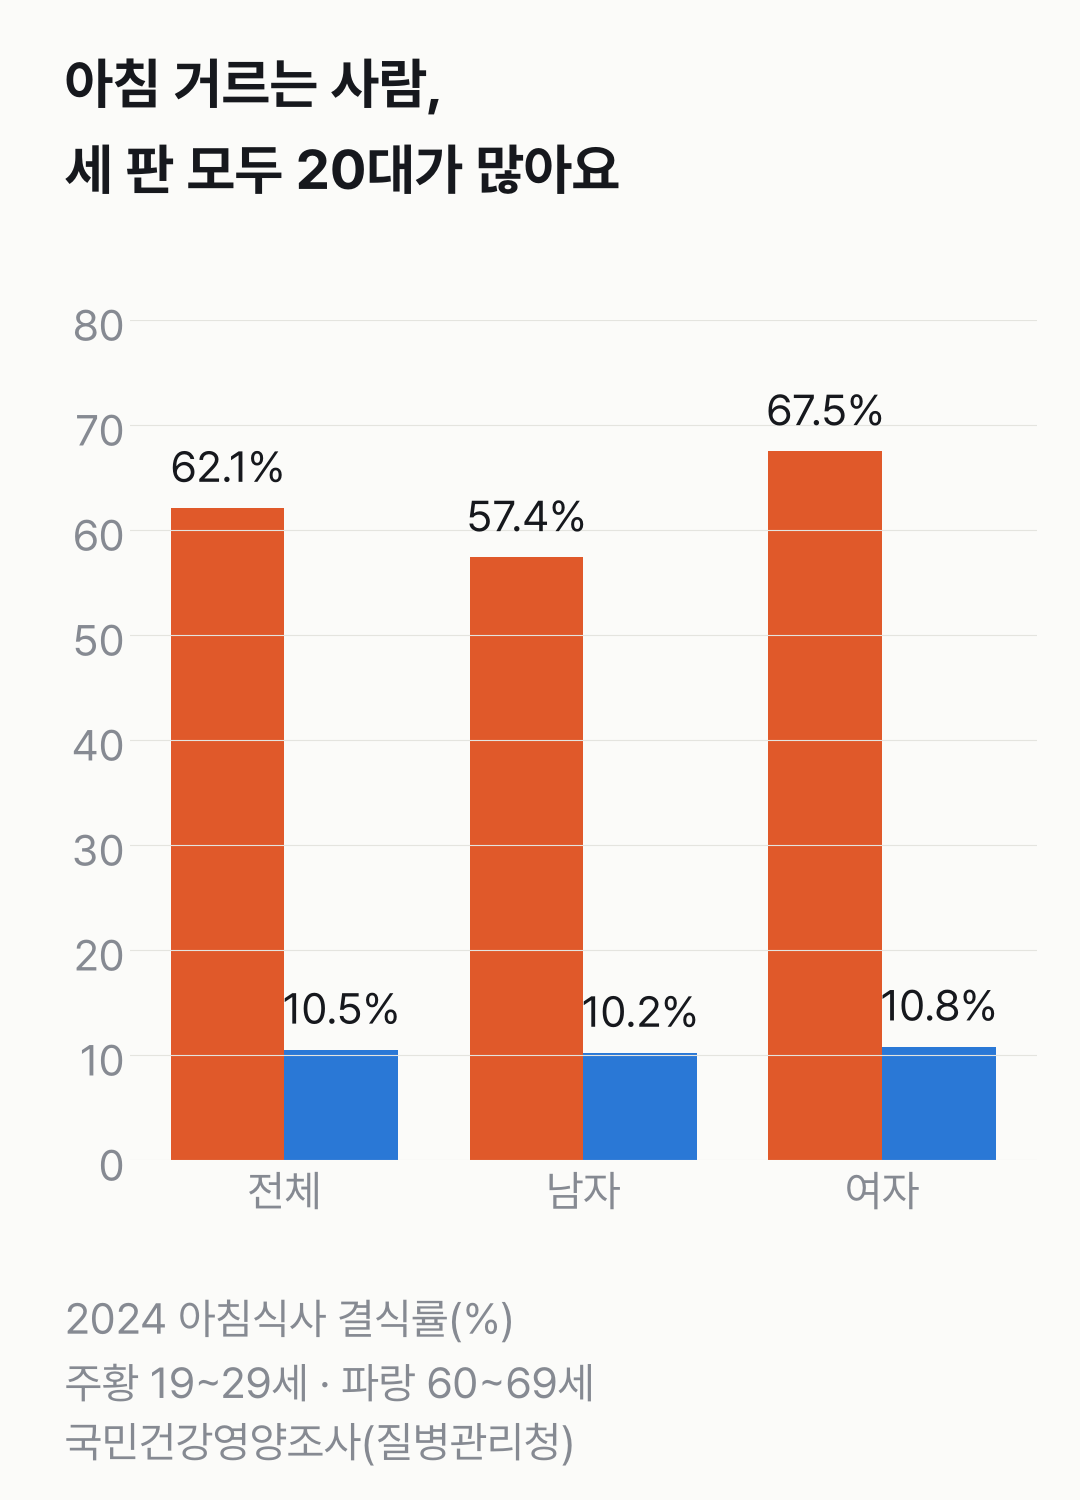 아침 거르는 사람,
세 판 모두 20대가 많아요
80
70
60
50
40
30
20
10
0
62.1%
10.5%
57.4%
10.2%
67.5%
10.8%
전체
남자
여자
2024 아침식사 결식률(%)
주황 19~29세 · 파랑 60~69세
국민건강영양조사(질병관리청)